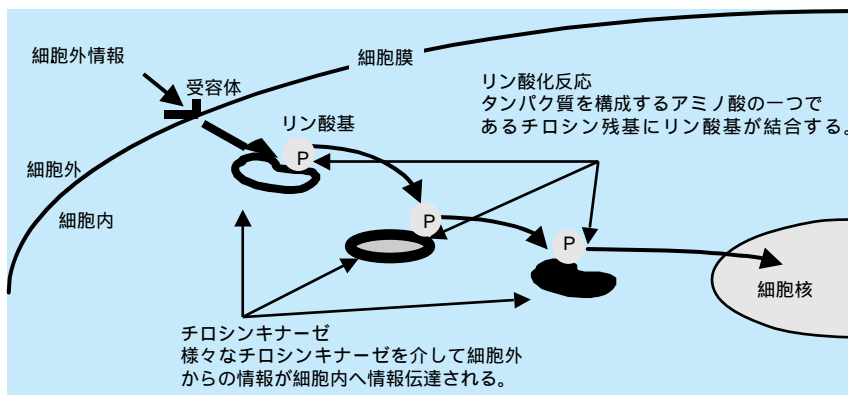 細胞外情報
受容体
細胞膜
リン酸化反応
タンパク質を構成するアミノ酸の一つで
あるチロシン残基にリン酸基が結合する。
リン酸基
P
細胞外
細胞内
P
P
細胞核
チロシンキナーゼ
様々なチロシンキナーゼを介して細胞外
からの情報が細胞内へ情報伝達される。